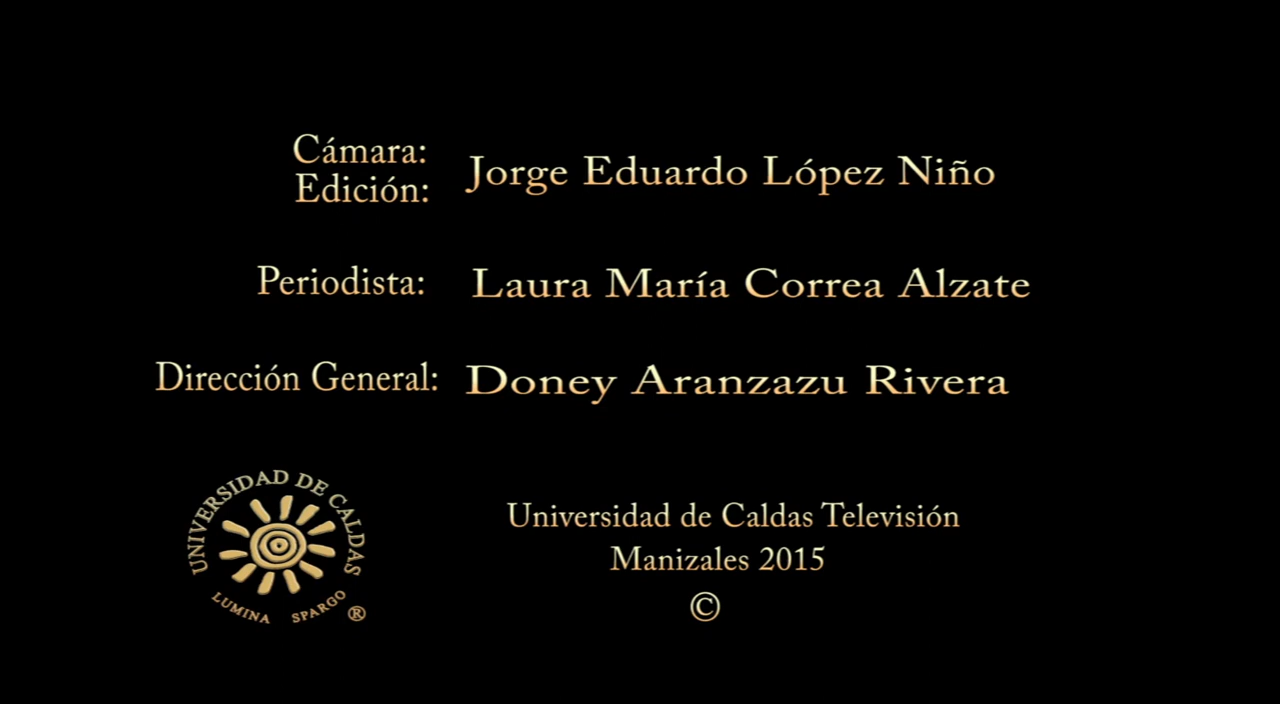 Cámara:
Edición:
Jorge Eduardo López Niño
Periodista: Laura María Correa Alzate
Dirección General: Doney Aranzazu Rivera
UNIVERSIDAD DE CALDAS
LUMINA SPARGO ®
Universidad de Caldas Televisión
Manizales 2015
©